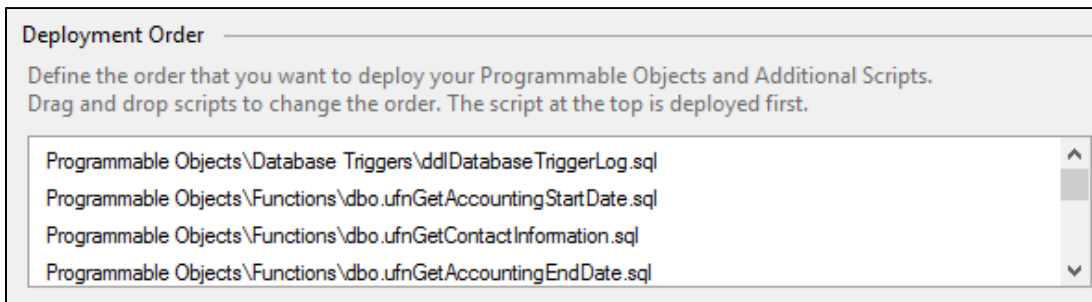 Deployment Order
Define the order that you want to deploy your Programmable Objects and Additional Scripts.
Drag and drop scripts to change the order. The script at the top is deployed first.
Programmable Objects\Database Triggers\ddlDatabaseTriggerLog.sql
Programmable Objects\Functions\dbo.ufnGetAccountingStartDate.sql
Programmable Objects\Functions\dbo.ufnGetContactInformation.sql
Programmable Objects\Functions\dbo.ufnGetAccountingEndDate.sql